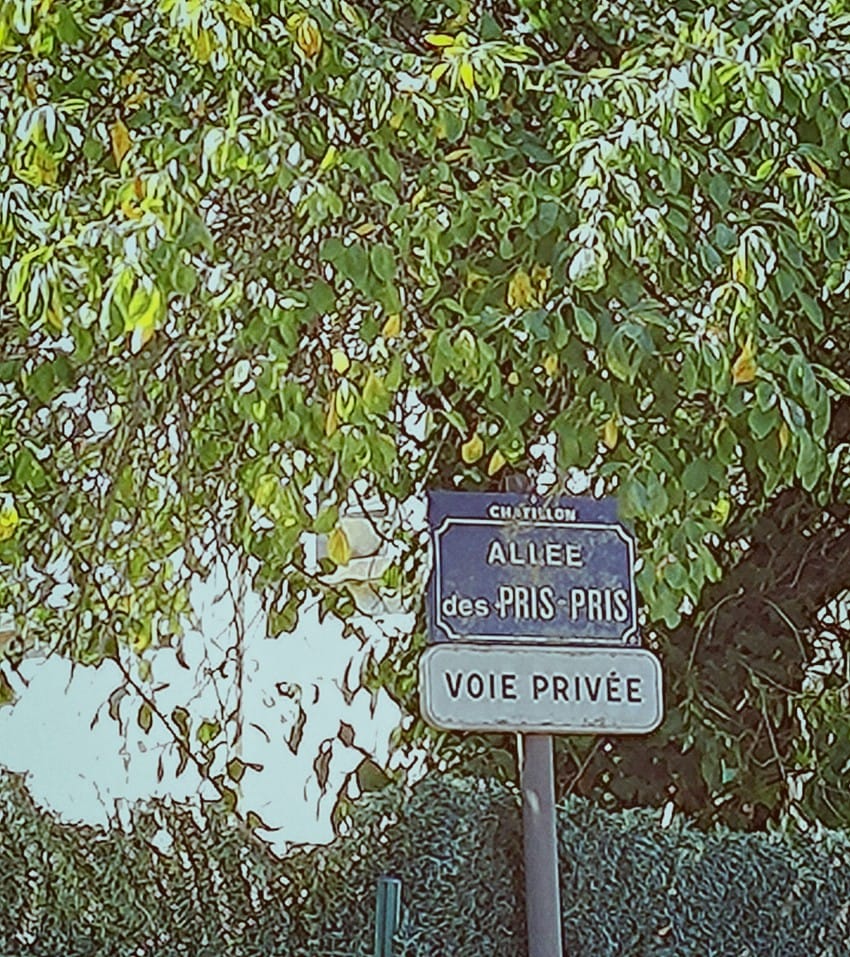 CHATILLON
ALLEE
des PRIS-PRIS
VOIE PRIVÉE